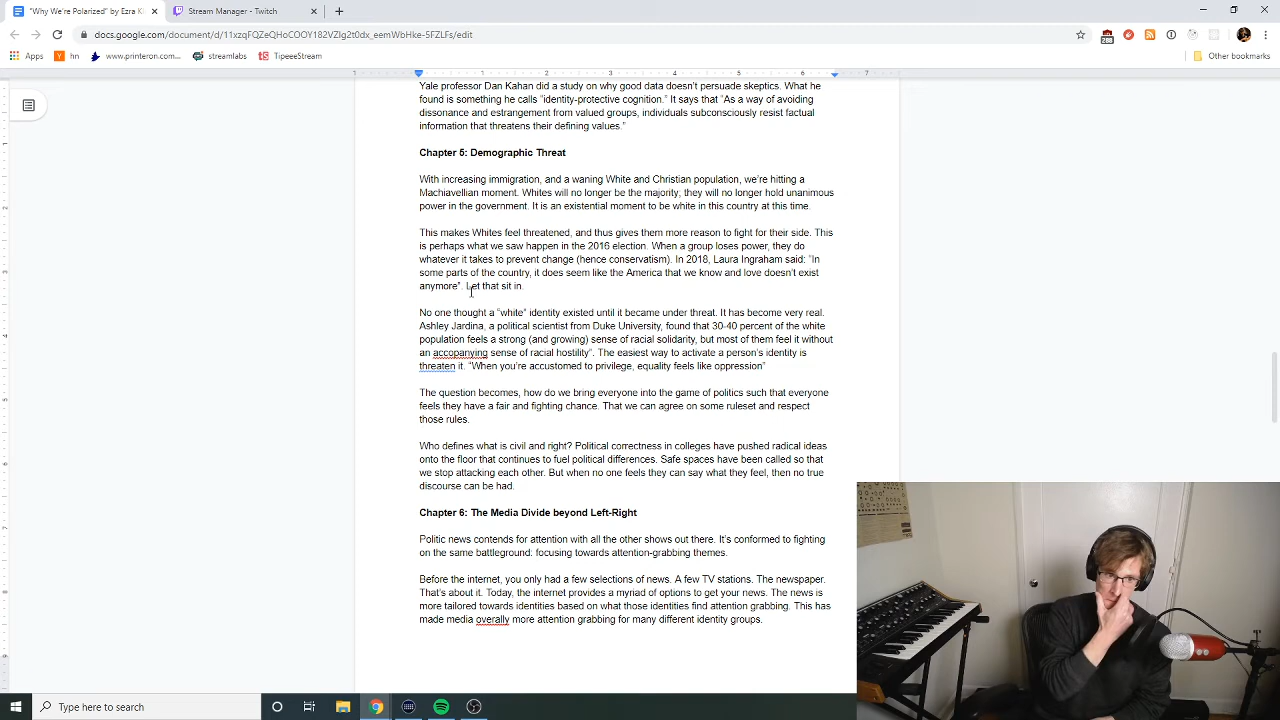 "Why We're Polarized" by Ezra Kl
Stream Manager - Twitch
docs.google.com/document/d/11xzqFQZeQHoCOOY182VZIg2t0dx_eemWbHke-5FZLFs/edit
288
Apps
hn
www.printeron.com...
streamlabs
TipeeeStream
Other bookmarks
1 1 2 3 4 5 6 7
Yale professor Dan Kahan did a study on why good data doesn't persuade skeptics. What he
found is something he calls "identity-protective cognition." It says that "As a way of avoiding
dissonance and estrangement from valued groups, individuals subconsciously resist factual
information that threatens their defining values."
Chapter 5: Demographic Threat
With increasing immigration, and a waning White and Christian population, we're hitting a
Machiavellian moment. Whites will no longer be the majority; they will no longer hold unanimous
power in the government. It is an existential moment to be white in this country at this time.
This makes Whites feel threatened, and thus gives them more reason to fight for their side. This
is perhaps what we saw happen in the 2016 election. When a group loses power, they do
whatever it takes to prevent change (hence conservatism). In 2018, Laura Ingraham said: "In
some parts of the country, it does seem like the America that we know and love doesn't exist
anymore". Let that sit in.
No one thought a "white" identity existed until it became under threat. It has become very real.
Ashley Jardina, a political scientist from Duke University, found that 30-40 percent of the white
population feels a strong (and growing) sense of racial solidarity, but most of them feel it without
an accopanying sense of racial hostility". The easiest way to activate a person's identity is
threaten it. "When you're accustomed to privilege, equality feels like oppression"
The question becomes, how do we bring everyone into the game of politics such that everyone
feels they have a fair and fighting chance. That we can agree on some ruleset and respect
those rules.
Who defines what is civil and right? Political correctness in colleges have pushed radical ideas
onto the floor that continues to fuel political differences. Safe spaces have been called so that
we stop attacking each other. But when no one feels they can say what they feel, then no true
discourse can be had.
Chapter 6: The Media Divide beyond Left-Right
Politic news contends for attention with all the other shows out there. It's conformed to fighting
on the same battleground: focusing towards attention-grabbing themes.
Before the internet, you only had a few selections of news. A few TV stations. The newspaper.
That's about it. Today, the internet provides a myriad of options to get your news. The news is
more tailored towards identities based on what those identities find attention grabbing. This has
made media overally more attention grabbing for many different identity groups.
Type here to search